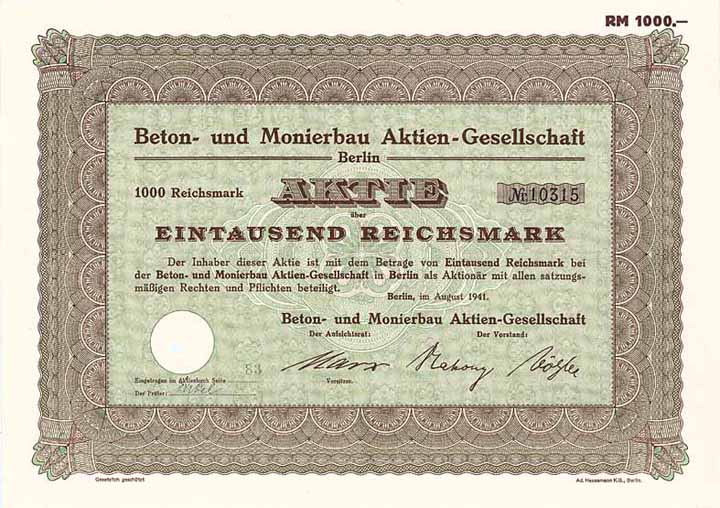 RM 1000.—
Beton- und Monierbau Aktien-Gesellschaft
Berlin
1000 Reichsmark AKTIE № 10315
über
EINTAUSEND REICHSMARK
Der Inhaber dieser Aktie ist mit dem Betrage von Eintausend Reichsmark bei
der Beton- und Monierbau Aktien-Gesellschaft in Berlin als Aktionär mit allen satzungs-
mäßigen Rechten und Pflichten beteiligt.
Berlin, im August 1941.
Beton- und Monierbau Aktien-Gesellschaft
Der Aufsichtsrat: Der Vorstand:
83
Eingetragen im Aktienbuch Seite
Vorsitzer.
Der Prüfer:
Gesetzlich geschützt
Ad. Haussmann K.G., Berlin.